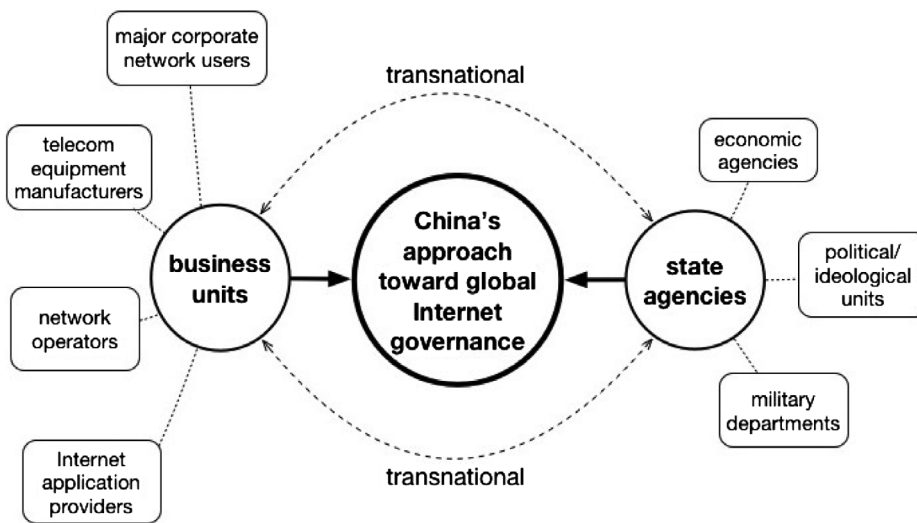 major corporate
network users
transnational
telecom
equipment
manufacturers
economic
agencies
business
units
China's
approach
toward global
Internet
governance
state
agencies
political/
ideological
units
network
operators
military
departments
Internet
application
providers
transnational